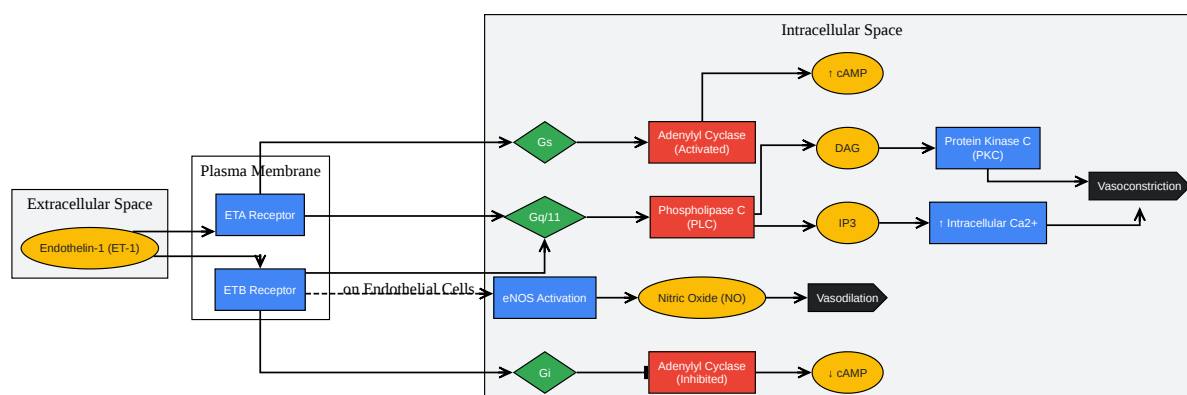 Intracellular Space
↑ cAMP
Gs
Adenylyl Cyclase
(Activated)
DAG
Protein Kinase C
(PKC)
Plasma Membrane
Vasoconstriction
Extracellular Space
ETA Receptor
Gq/11
Phospholipase C
(PLC)
IP3
↑ Intracellular Ca2+
Endothelin-1 (ET-1)
ETB Receptor
on Endothelial Cells
eNOS Activation
Nitric Oxide (NO)
Vasodilation
Gi
Adenylyl Cyclase
(Inhibited)
↓ cAMP